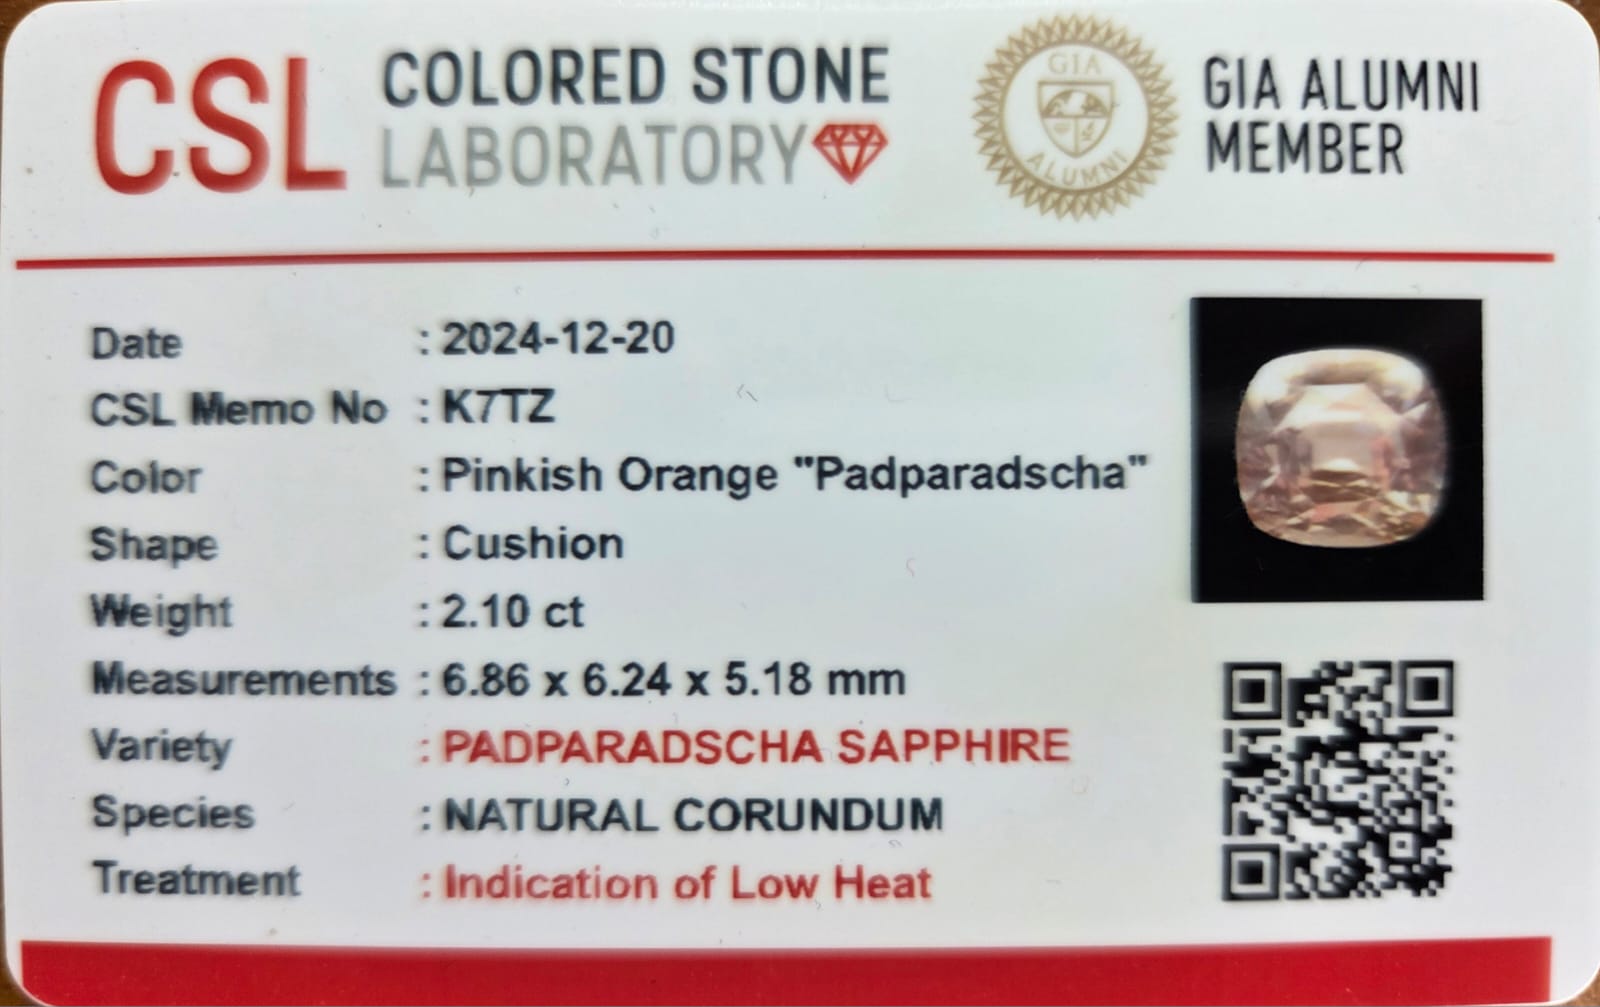 CSL
COLORED STONE
LABORATORY
GIA
ALUMNI
GIA ALUMNI
MEMBER
Date : 2024-12-20
CSL Memo No : K7TZ
Color : Pinkish Orange "Padparadscha"
Shape : Cushion
Weight : 2.10 ct
Measurements : 6.86 x 6.24 x 5.18 mm
Variety : PADPARADSCHA SAPPHIRE
Species : NATURAL CORUNDUM
Treatment : Indication of Low Heat